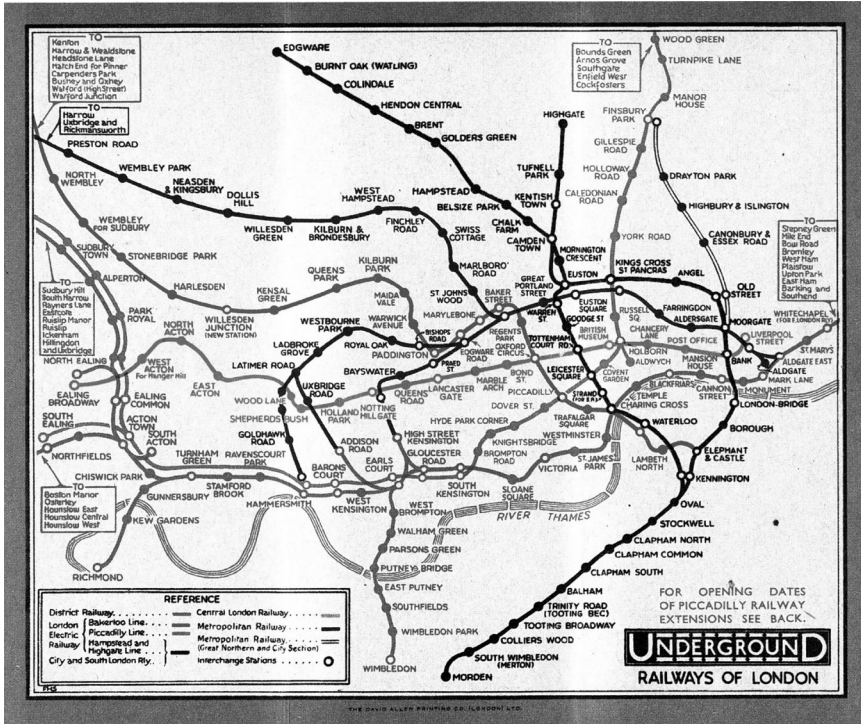 TO
Kenton
Harrow & Wealdstone
Headstone Lane
Hatch End for Pinner
Carpenders Park
Bushey and Oxhey
Watford (High Street)
Watford Junction
TO
Harrow
Uxbridge and
Rickmansworth
TO
Bounds Green
Arnos Grove
Southgate
Enfield West
Cockfosters
EDGWARE
BURNT OAK (WATLING)
COLINDALE
HENDON CENTRAL
BRENT
GOLDERS GREEN
HAMPSTEAD
BELSIZE PARK
CHALK
FARM
CAMDEN
TOWN
HIGHGATE
TUFNELL
PARK
KENTISH
TOWN
MORNINGTON
CRESCENT
WOOD GREEN
TURNPIKE LANE
MANOR
HOUSE
FINSBURY
PARK
GILLESPIE
ROAD
HOLLOWAY
ROAD
CALEDONIAN
ROAD
YORK ROAD
DRAYTON PARK
HIGHBURY & ISLINGTON
CANONBURY &
ESSEX ROAD
TO
Stepney Green
Mile End
Bow Road
Bromley
West Ham
Plaistow
Upton Park
East Ham
Barking and
Southend
PRESTON ROAD
WEMBLEY PARK
NEASDEN
& KINGSBURY
DOLLIS
HILL
WILLESDEN
GREEN
KILBURN &
BRONDESBURY
WEST
HAMPSTEAD
FINCHLEY
ROAD
SWISS
COTTAGE
MARLBORO'
ROAD
ST JOHNS
WOOD
NORTH
WEMBLEY
WEMBLEY
FOR SUDBURY
STONEBRIDGE PARK
HARLESDEN
WILLESDEN
JUNCTION
(NEW STATION)
KENSAL
GREEN
QUEENS
PARK
KILBURN
PARK
MAIDA
VALE
WARWICK
AVENUE
PADDINGTON
SUDBURY
TOWN
ALPERTON
PARK
ROYAL
TO
Sudbury Hill
South Harrow
Rayners Lane
Eastcote
Ruislip Manor
Ruislip
Ickenham
Hillingdon
and Uxbridge
NORTH EALING
EALING
BROADWAY
EALING
COMMON
NORTH
ACTON
WEST
ACTON
For Hanger Hill
EAST
ACTON
WOOD LANE
SHEPHERDS BUSH
HOLLAND
PARK
NOTTING
HILL GATE
QUEENS
ROAD
LANCASTER
GATE
MARBLE
ARCH
BOND
ST.
OXFORD
CIRCUS
WESTBOURNE
PARK
ROYAL OAK
BISHOPS
ROAD
LADBROKE
GROVE
LATIMER ROAD
UXBRIDGE
ROAD
GOLDHAWK
ROAD
BAYSWATER
PRAED
ST.
EDGWARE
ROAD
MARYLEBONE
BAKER
STREET
GREAT
PORTLAND
STREET
REGENTS
PARK
WARREN
ST.
EUSTON
EUSTON
SQUARE
KINGS CROSS
ST PANCRAS
ANGEL
OLD
STREET
MOORGATE
FARRINGDON
ALDERSGATE
RUSSELL
SQ.
GOODGE ST.
TOTTENHAM
COURT RD.
BRITISH
MUSEUM
CHANCERY
LANE
POST OFFICE
HOLBORN
ALDWYCH
COVENT
GARDEN
LEICESTER
SQUARE
STRAND
PICCADILLY
DOVER ST.
HYDE PARK CORNER
KNIGHTSBRIDGE
TRAFALGAR
SQUARE
TEMPLE
CHARING CROSS
BLACKFRIARS
MANSION
HOUSE
CANNON
STREET
MONUMENT
MARK LANE
BANK
LIVERPOOL
STREET
ALDGATE
ALDGATE EAST
ST MARYS
WHITECHAPEL
(FOR E.LONDON RLY.)
LONDON BRIDGE
BOROUGH
ELEPHANT
& CASTLE
WATERLOO
LAMBETH
NORTH
WESTMINSTER
ST. JAMES
PARK
VICTORIA
SLOANE
SQUARE
SOUTH
KENSINGTON
BROMPTON
ROAD
GLOUCESTER
ROAD
HIGH STREET
KENSINGTON
ADDISON
ROAD
EARLS
COURT
BARONS
COURT
WEST
KENSINGTON
HAMMERSMITH
RAVENSCOURT
PARK
STAMFORD
BROOK
TURNHAM
GREEN
CHISWICK PARK
ACTON
TOWN
SOUTH
ACTON
SOUTH
EALING
NORTHFIELDS
TO
Boston Manor
Osterley
Hounslow East
Hounslow Central
Hounslow West
GUNNERSBURY
KEW GARDENS
RICHMOND
WEST
BROMPTON
WALHAM GREEN
PARSONS GREEN
PUTNEY BRIDGE
EAST PUTNEY
SOUTHFIELDS
WIMBLEDON PARK
WIMBLEDON
RIVER THAMES
KENNINGTON
OVAL
STOCKWELL
CLAPHAM NORTH
CLAPHAM COMMON
CLAPHAM SOUTH
BALHAM
TRINITY ROAD
(TOOTING BEC)
TOOTING BROADWAY
COLLIERS WOOD
SOUTH WIMBLEDON
(MERTON)
MORDEN
REFERENCE
District Railway
London
Electric
Railway
Bakerloo Line
Piccadilly Line
Hampstead and
Highgate Line
City and South London Rly.
Central London Railway
Metropolitan Railway
Metropolitan Railway
(Great Northern and City Section)
Interchange Stations
FOR OPENING DATES
OF PICCADILLY RAILWAY
EXTENSIONS SEE BACK.
UNDERGROUND
RAILWAYS OF LONDON
THE DAVID ALLEN PRINTING CO. (LONDON) LTD.